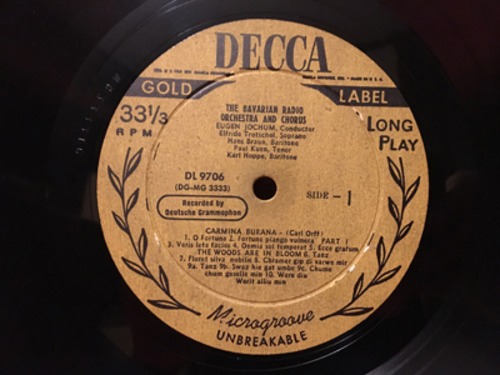 DECCA
GOLD LABEL
33⅓ RPM
LONG PLAY
THE BAVARIAN RADIO
ORCHESTRA AND CHORUS
EUGEN JOCHUM, Conductor
Elfride Trotschel, Soprano
Hans Braun, Baritone
Paul Kuen, Tenor
Karl Hoppe, Baritone
DL 9706
(DG-MG 3333)
SIDE - 1
Recorded by
Deutsche Grammophon
CARMINA BURANA - (Carl Orff)
1. O Fortuna 2. Fortune plango vulnera PART I
3. Veris leta facies 4. Omnia sol temperat 5. Ecce gratum
THE WOODS ARE IN BLOOM 6. Tanz
7. Floret silva nobilis 8. Chramer gip di varwe mir
9a. Tanz 9b. Swaz hie gat umbe 9c. Chume
chum geselle min 10. Were diu
Werlt alliu min
Microgroove
UNBREAKABLE